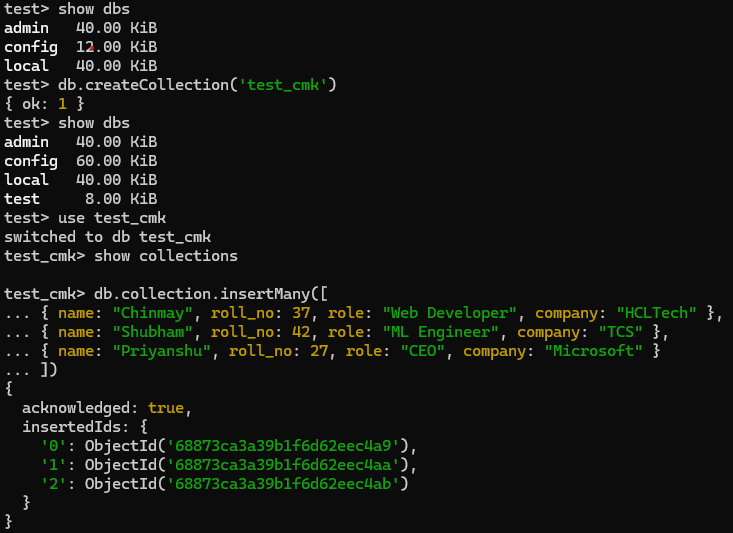 test> show dbs
admin   40.00 KiB
config  12.00 KiB
local   40.00 KiB
test> db.createCollection('test_cmk')
{ ok: 1 }
test> show dbs
admin   40.00 KiB
config  60.00 KiB
local   40.00 KiB
test     8.00 KiB
test> use test_cmk
switched to db test_cmk
test_cmk> show collections

test_cmk> db.collection.insertMany([
... { name: "Chinmay", roll_no: 37, role: "Web Developer", company: "HCLTech" },
... { name: "Shubham", roll_no: 42, role: "ML Engineer", company: "TCS" },
... { name: "Priyanshu", roll_no: 27, role: "CEO", company: "Microsoft" }
... ])
{
  acknowledged: true,
  insertedIds: {
    '0': ObjectId('68873ca3a39b1f6d62eec4a9'),
    '1': ObjectId('68873ca3a39b1f6d62eec4aa'),
    '2': ObjectId('68873ca3a39b1f6d62eec4ab')
  }
}